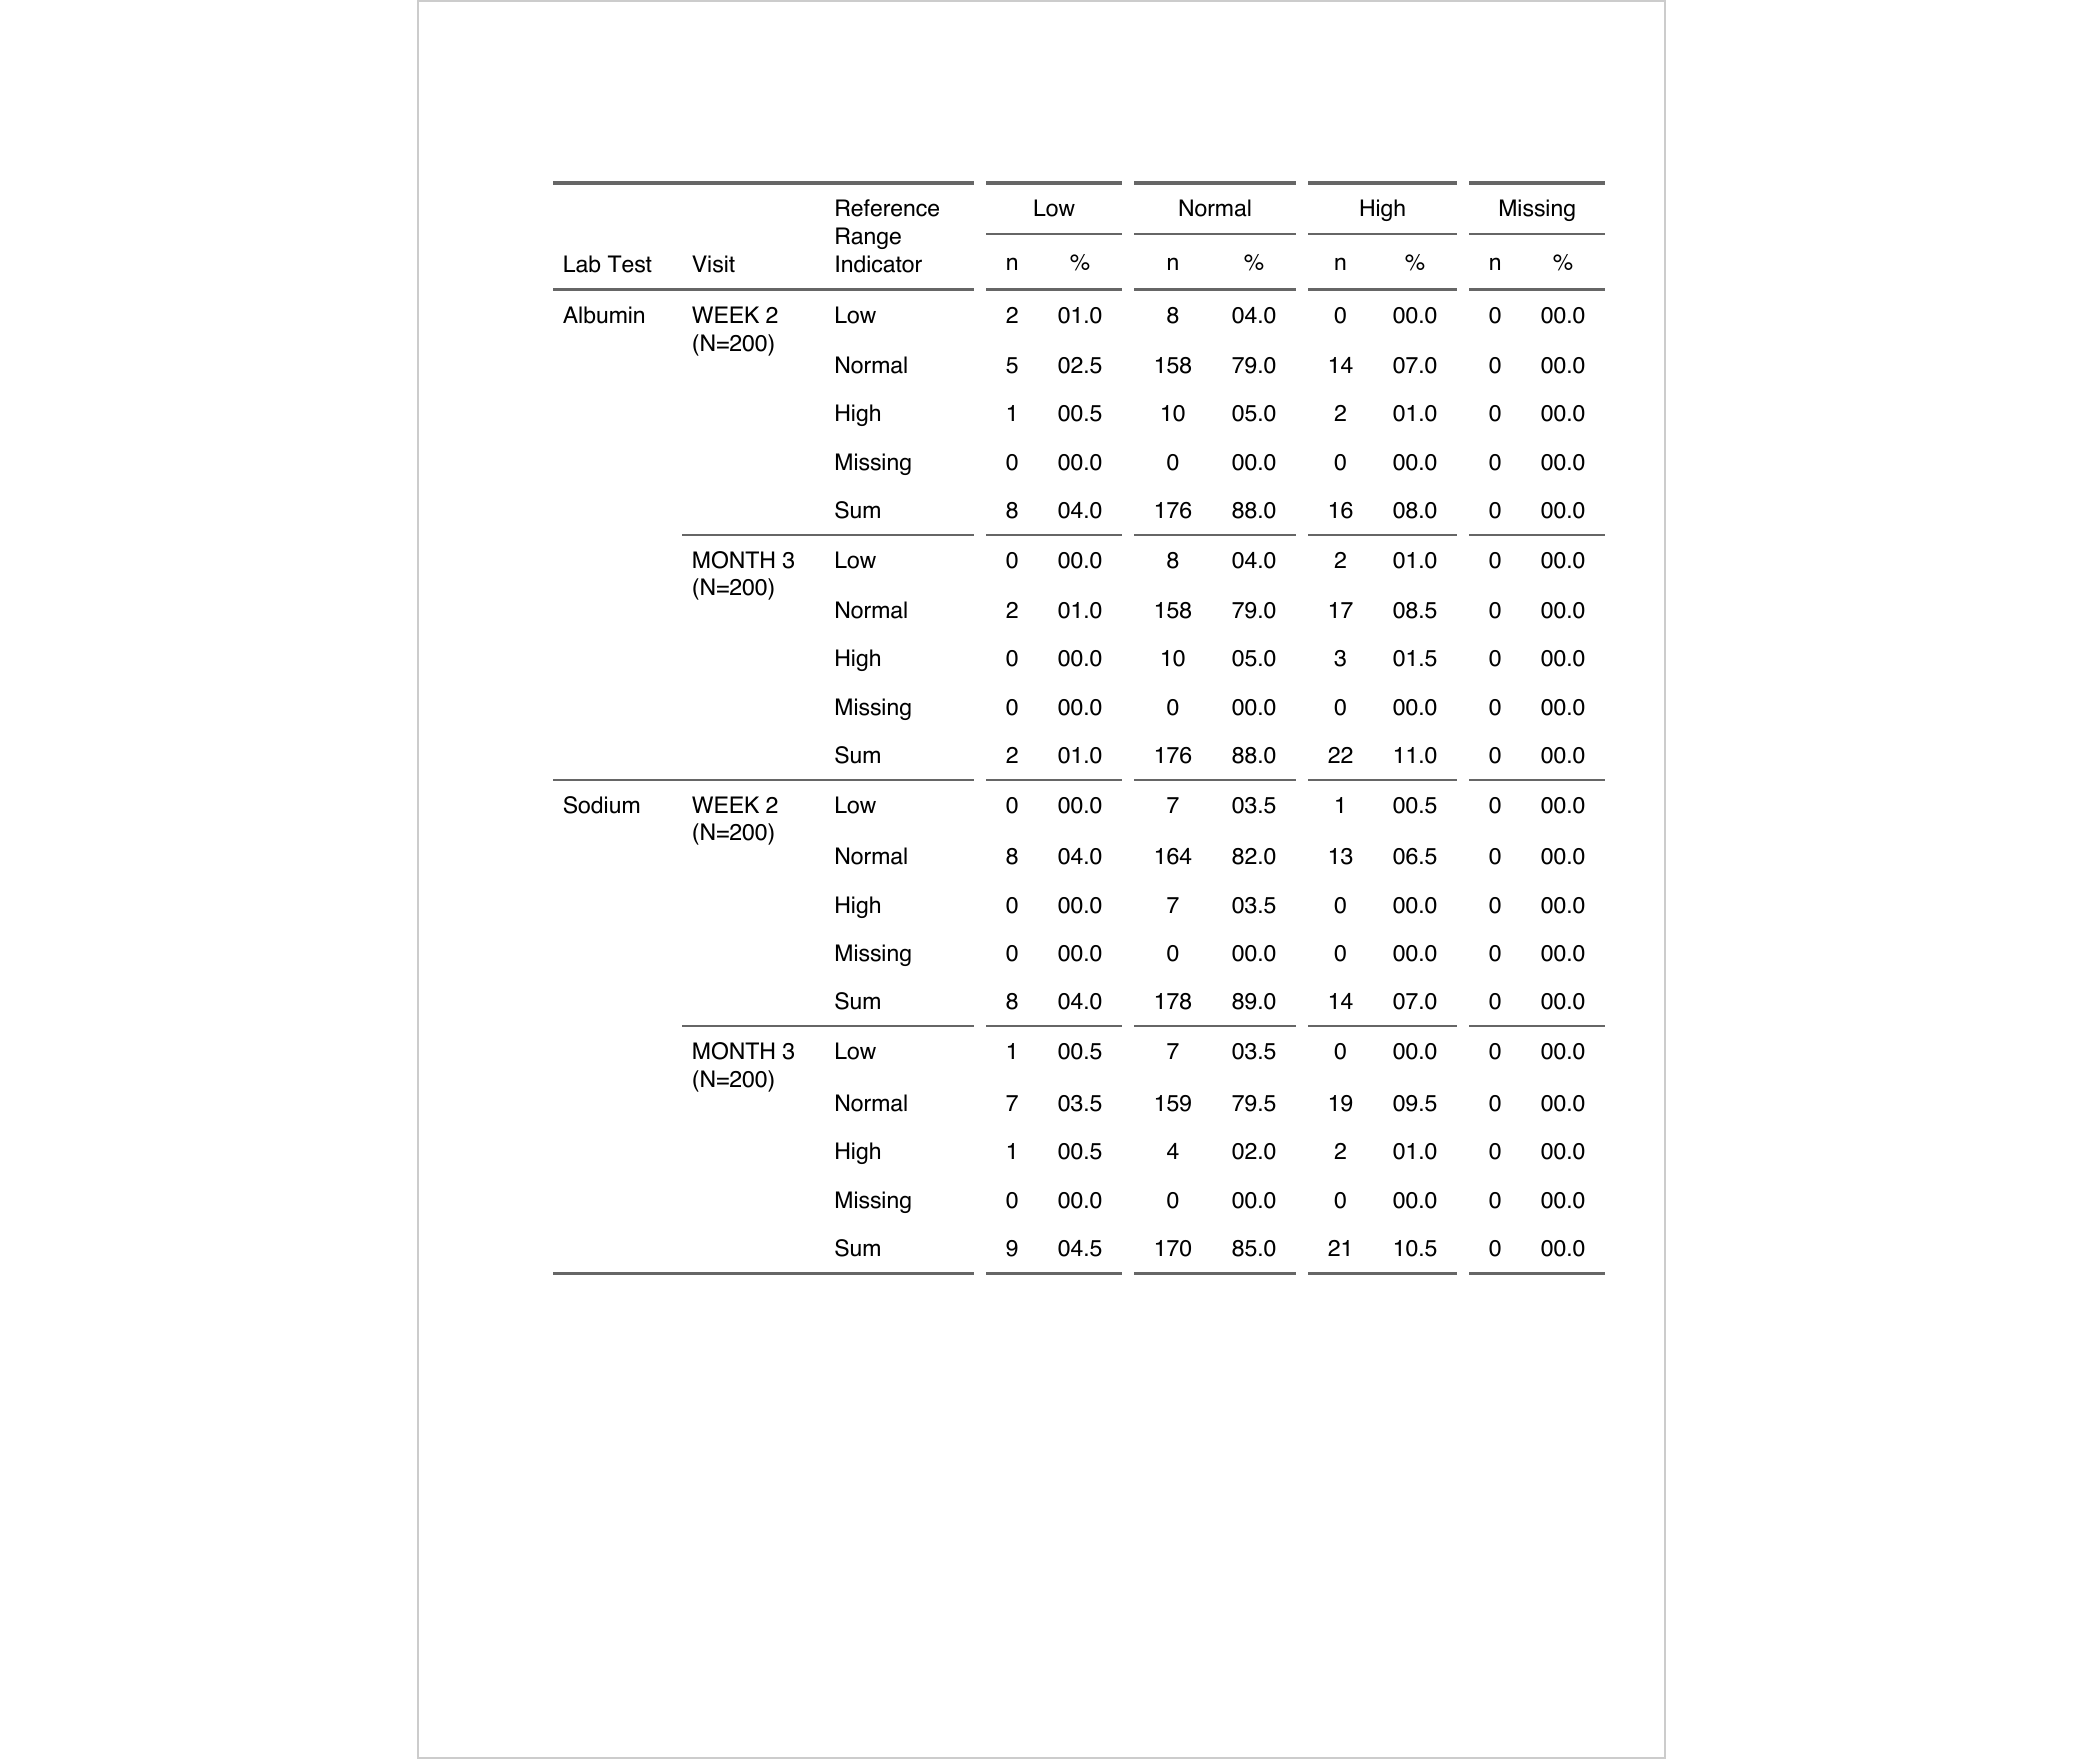 Lab Test Visit Reference Range Indicator Low Normal High Missing
n % n % n % n %
Albumin WEEK 2 (N=200) Low 2 01.0 8 04.0 0 00.0 0 00.0
Normal 5 02.5 158 79.0 14 07.0 0 00.0
High 1 00.5 10 05.0 2 01.0 0 00.0
Missing 0 00.0 0 00.0 0 00.0 0 00.0
Sum 8 04.0 176 88.0 16 08.0 0 00.0
MONTH 3 (N=200) Low 0 00.0 8 04.0 2 01.0 0 00.0
Normal 2 01.0 158 79.0 17 08.5 0 00.0
High 0 00.0 10 05.0 3 01.5 0 00.0
Missing 0 00.0 0 00.0 0 00.0 0 00.0
Sum 2 01.0 176 88.0 22 11.0 0 00.0
Sodium WEEK 2 (N=200) Low 0 00.0 7 03.5 1 00.5 0 00.0
Normal 8 04.0 164 82.0 13 06.5 0 00.0
High 0 00.0 7 03.5 0 00.0 0 00.0
Missing 0 00.0 0 00.0 0 00.0 0 00.0
Sum 8 04.0 178 89.0 14 07.0 0 00.0
MONTH 3 (N=200) Low 1 00.5 7 03.5 0 00.0 0 00.0
Normal 7 03.5 159 79.5 19 09.5 0 00.0
High 1 00.5 4 02.0 2 01.0 0 00.0
Missing 0 00.0 0 00.0 0 00.0 0 00.0
Sum 9 04.5 170 85.0 21 10.5 0 00.0